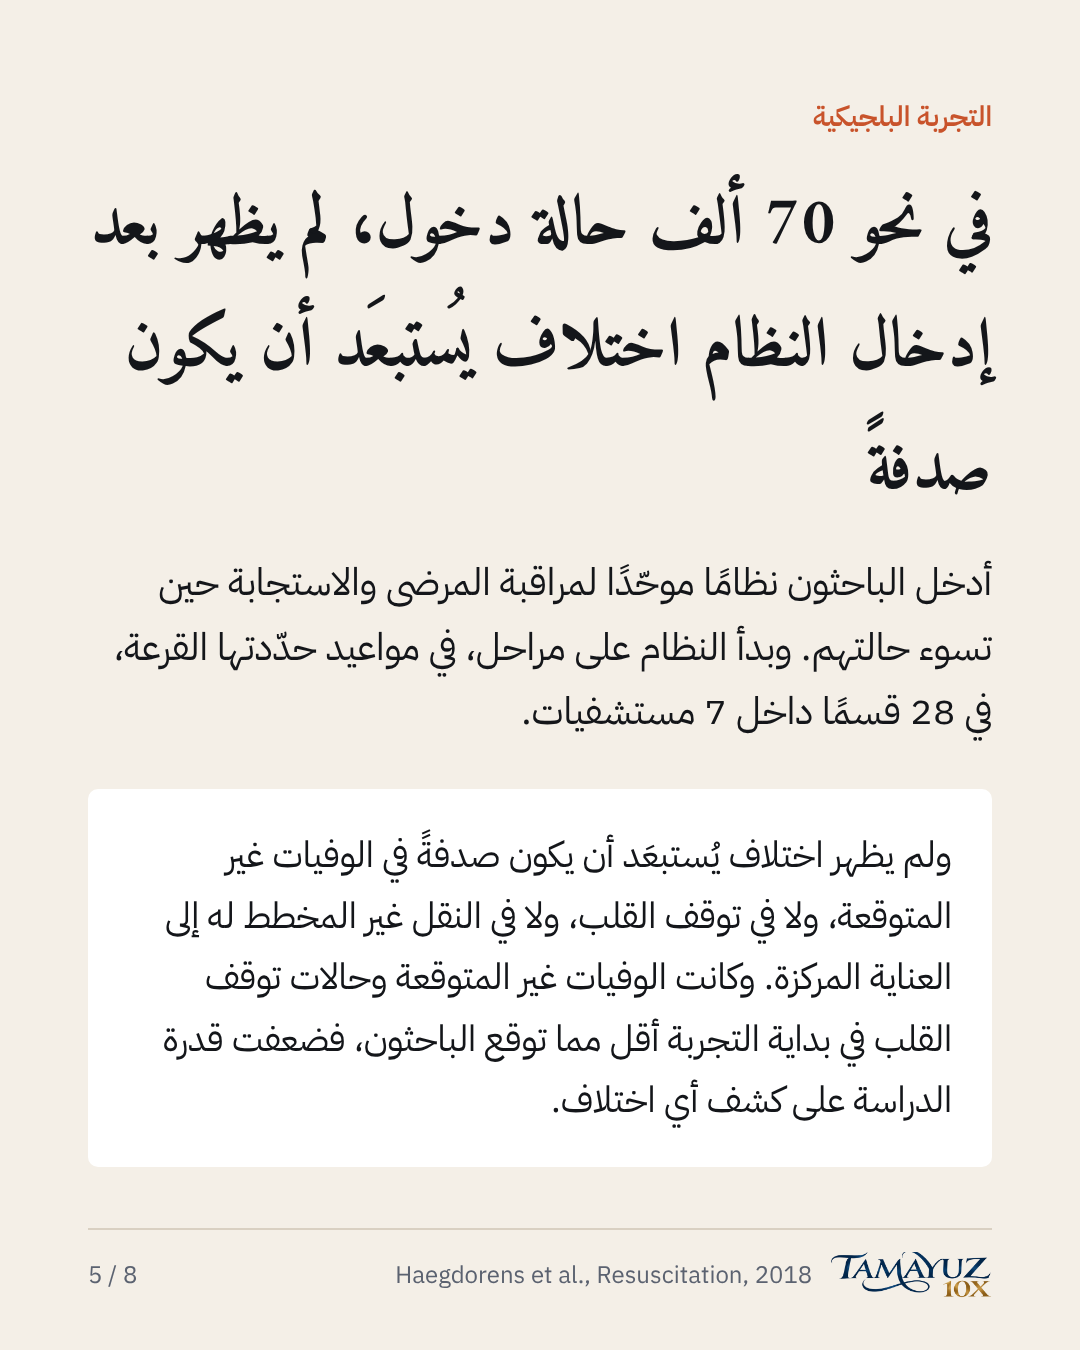 التجربة البلجيكية
في نحو 70 ألف حالة دخول، لم يظهر بعد
إدخال النظام اختلاف يُستبعَد أن يكون
صدفةً
أدخل الباحثون نظامًا موحّدًا لمراقبة المرضى والاستجابة حين
تسوء حالتهم. وبدأ النظام على مراحل، في مواعيد حدّدتها القرعة،
في 28 قسمًا داخل 7 مستشفيات.
ولم يظهر اختلاف يُستبعَد أن يكون صدفةً في الوفيات غير
المتوقعة، ولا في توقف القلب، ولا في النقل غير المخطط له إلى
العناية المركزة. وكانت الوفيات غير المتوقعة وحالات توقف
القلب في بداية التجربة أقل مما توقع الباحثون، فضعفت قدرة
الدراسة على كشف أي اختلاف.
TAMAYUZ
10X
Haegdorens et al., Resuscitation, 2018
5 / 8